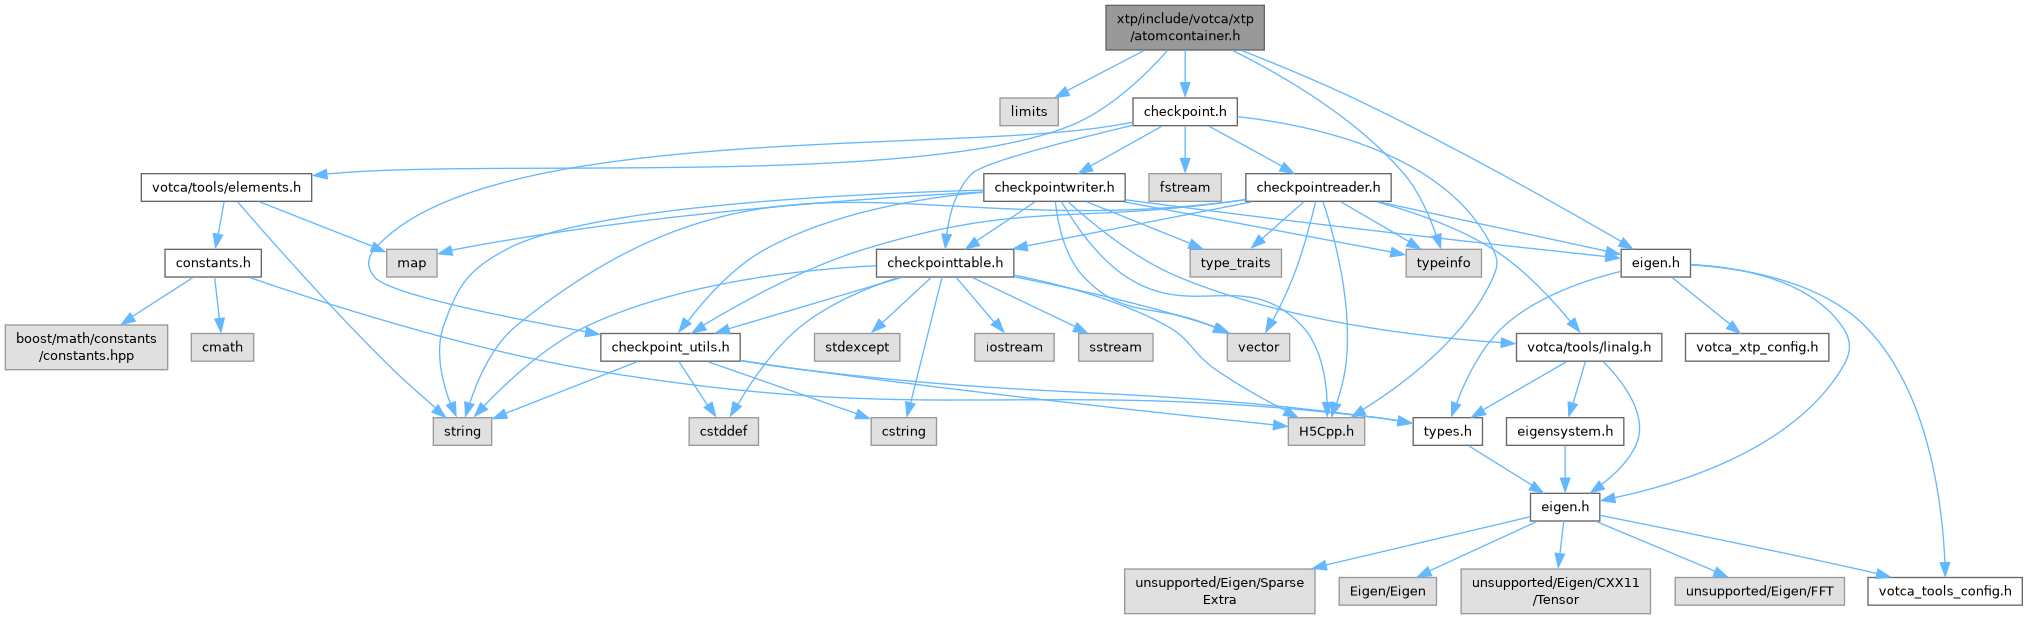 xtp/include/votca/xtp
/atomcontainer.h
limits
checkpoint.h
votca/tools/elements.h
checkpointwriter.h
fstream
checkpointreader.h
constants.h
map
checkpointtable.h
type_traits
typeinfo
eigen.h
boost/math/constants
/constants.hpp
cmath
checkpoint_utils.h
stdexcept
iostream
sstream
vector
votca/tools/linalg.h
votca_xtp_config.h
string
cstddef
cstring
H5Cpp.h
types.h
eigensystem.h
eigen.h
unsupported/Eigen/Sparse
Extra
Eigen/Eigen
unsupported/Eigen/CXX11
/Tensor
unsupported/Eigen/FFT
votca_tools_config.h